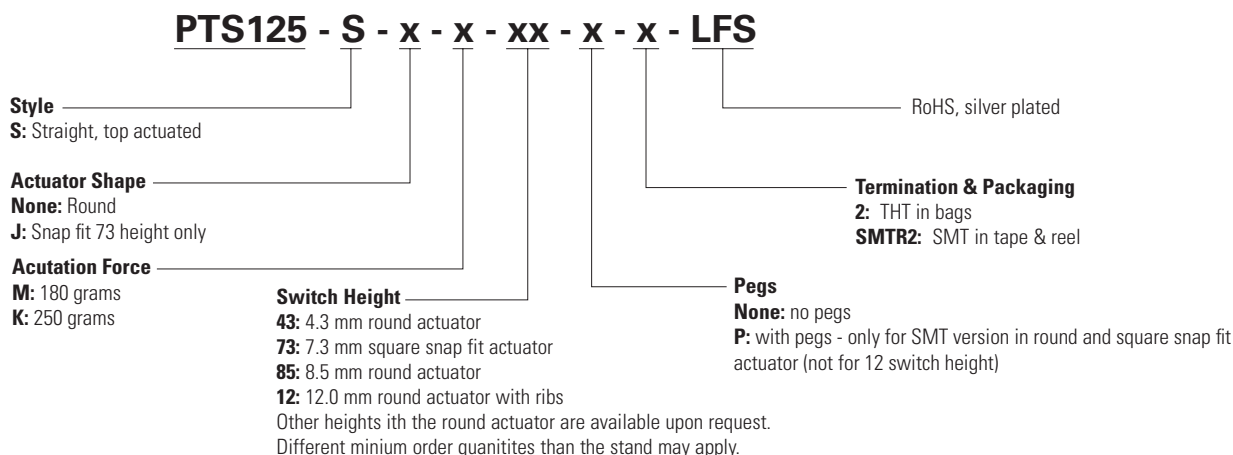 PTS125 - S - x - x - xx - x - x - LFS
Style
S: Straight, top actuated
RoHS, silver plated
Actuator Shape
None: Round
J: Snap fit 73 height only
Termination & Packaging
2: THT in bags
SMTR2: SMT in tape & reel
Acutation Force
M: 180 grams
K: 250 grams
Switch Height
43: 4.3 mm round actuator
73: 7.3 mm square snap fit actuator
85: 8.5 mm round actuator
12: 12.0 mm round actuator with ribs
Other heights ith the round actuator are available upon request.
Different minium order quanitites than the stand may apply.
Pegs
None: no pegs
P: with pegs - only for SMT version in round and square snap fit
actuator (not for 12 switch height)